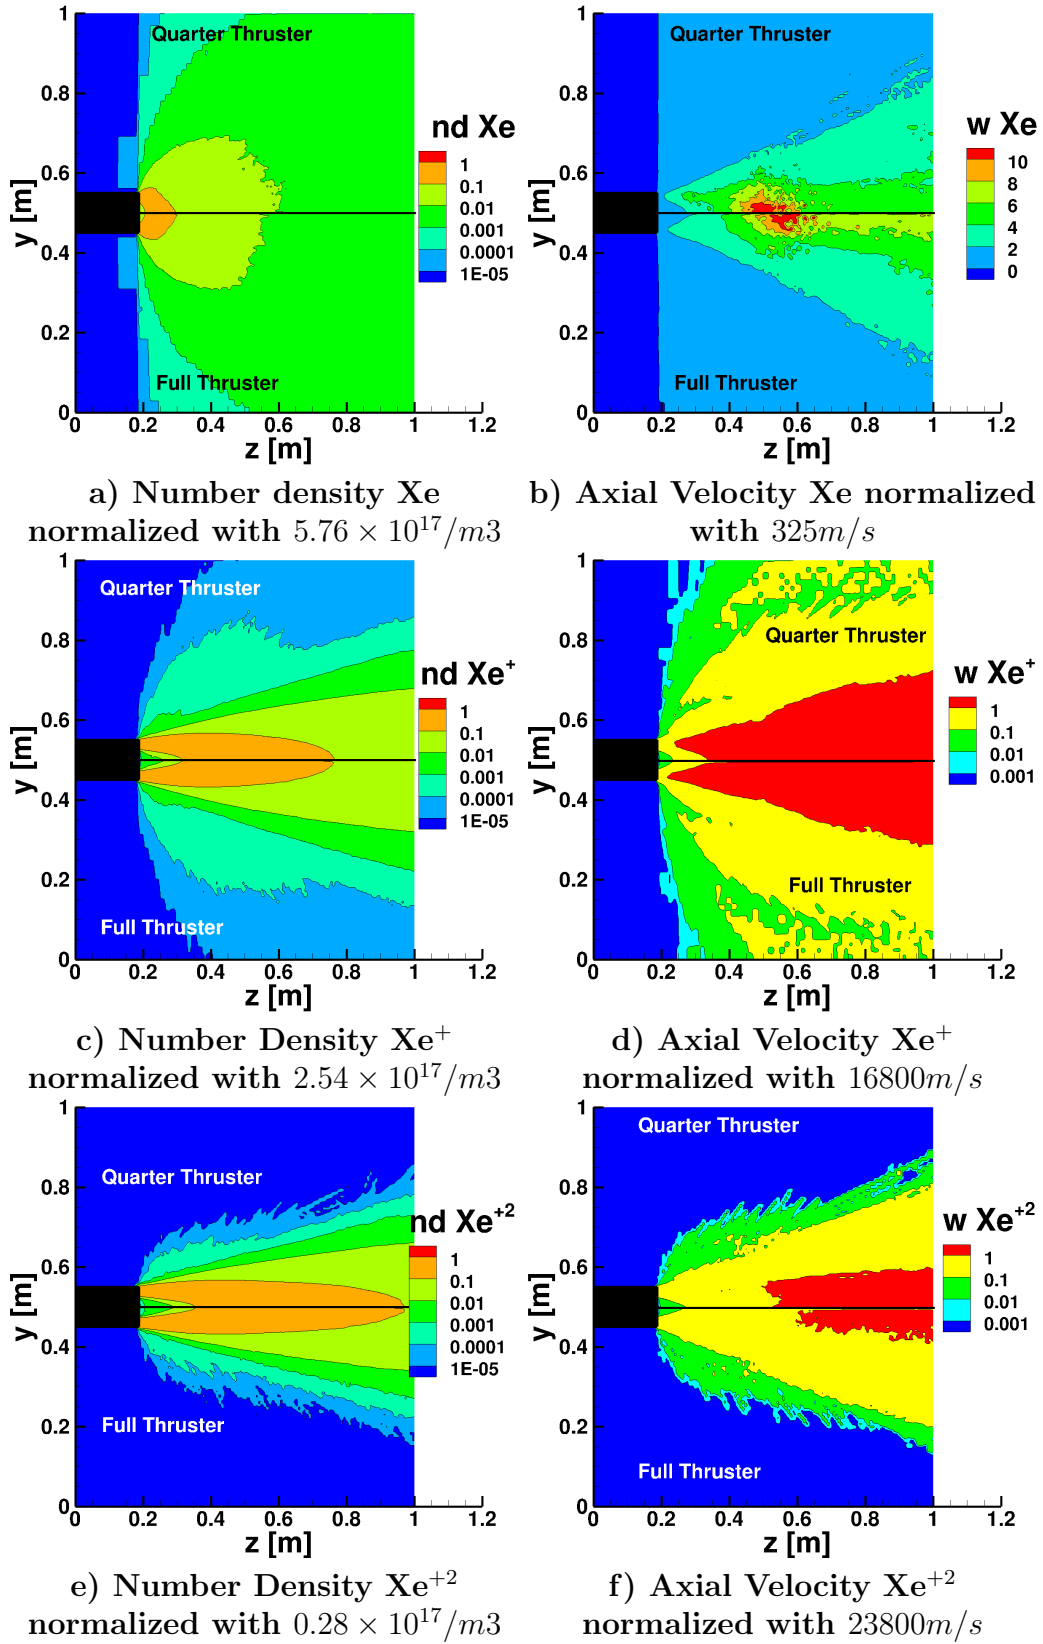 Quarter Thruster
nd Xe
1
0.1
0.01
0.001
0.0001
1E-05
Full Thruster
y [m]
1
0.8
0.6
0.4
0.2
0
0 0.2 0.4 0.6 0.8 1 1.2
z [m]
a) Number density Xe
normalized with 5.76 × 10^17/m3
Quarter Thruster
w Xe
10
8
6
4
2
0
Full Thruster
y [m]
1
0.8
0.6
0.4
0.2
0
0 0.2 0.4 0.6 0.8 1 1.2
z [m]
b) Axial Velocity Xe normalized
with 325m/s
Quarter Thruster
nd Xe+
1
0.1
0.01
0.001
0.0001
1E-05
Full Thruster
y [m]
1
0.8
0.6
0.4
0.2
0
0 0.2 0.4 0.6 0.8 1 1.2
z [m]
c) Number Density Xe+
normalized with 2.54 × 10^17/m3
Quarter Thruster
w Xe+
1
0.1
0.01
0.001
Full Thruster
y [m]
1
0.8
0.6
0.4
0.2
0
0 0.2 0.4 0.6 0.8 1 1.2
z [m]
d) Axial Velocity Xe+
normalized with 16800m/s
Quarter Thruster
nd Xe+2
1
0.1
0.01
0.001
0.0001
1E-05
Full Thruster
y [m]
1
0.8
0.6
0.4
0.2
0
0 0.2 0.4 0.6 0.8 1 1.2
z [m]
e) Number Density Xe+2
normalized with 0.28 × 10^17/m3
Quarter Thruster
w Xe+2
1
0.1
0.01
0.001
Full Thruster
y [m]
1
0.8
0.6
0.4
0.2
0
0 0.2 0.4 0.6 0.8 1 1.2
z [m]
f) Axial Velocity Xe+2
normalized with 23800m/s